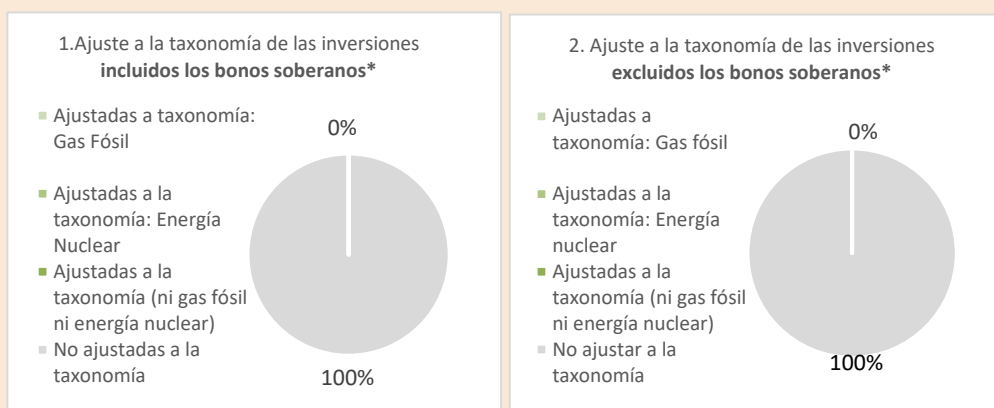 1.Ajuste a la taxonomía de las inversiones
incluidos los bonos soberanos*
Ajustadas a taxonomía:
Gas Fósil
Ajustadas a la
taxonomía: Energía
Nuclear
Ajustadas a la
taxonomía (ni gas fósil
ni energía nuclear)
No ajustadas a la
taxonomía
0%
100%
2. Ajuste a la taxonomía de las inversiones
excluidos los bonos soberanos*
Ajustadas a
taxonomía: Gas fósil
Ajustadas a la
taxonomía: Energía
nuclear
Ajustadas a la
taxonomía (ni gas fósil
ni energía nuclear)
No ajustar a la
taxonomía
0%
100%